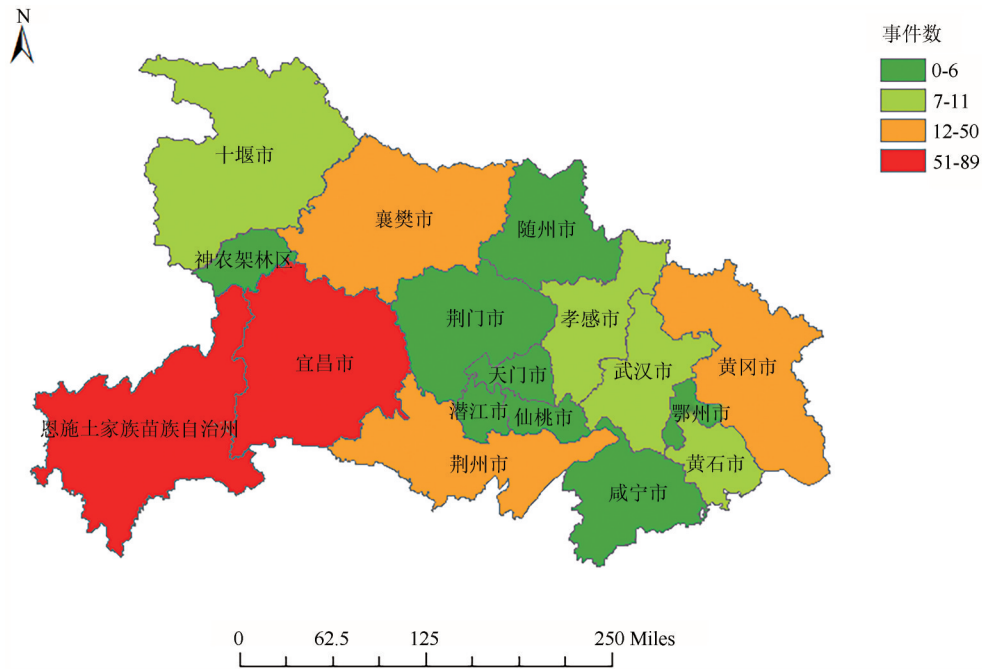 N
事件数
0-6
7-11
12-50
51-89
十堰市
襄樊市
随州市
神农架林区
荆门市
孝感市
宜昌市
武汉市
黄冈市
天门市
潜江市
仙桃市
鄂州市
恩施土家族苗族自治州
荆州市
黄石市
咸宁市
0 62.5 125 250 Miles